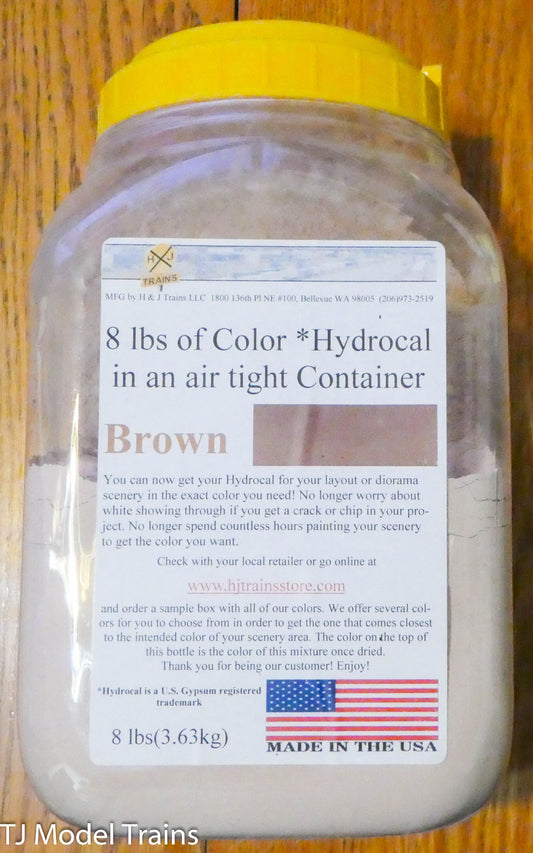 H J
TRAINS
MFG by H & J Trains LLC 1800 136th Pl NE #100, Bellevue WA 98005 (206)973-2519
8 lbs of Color *Hydrocal
in an air tight Container
Brown
You can now get your Hydrocal for your layout or diorama
scenery in the exact color you need! No longer worry about
white showing through if you get a crack or chip in your pro-
ject. No longer spend countless hours painting your scenery
to get the color you want.
Check with your local retailer or go online at
www.hjtrainsstore.com
and order a sample box with all of our colors. We offer several col-
ors for you to choose from in order to get the one that comes closest
to the intended color of your scenery area. The color on the top of
this bottle is the color of this mixture once dried.
Thank you for being our customer! Enjoy!
*Hydrocal is a U.S. Gypsum registered
trademark
8 lbs(3.63kg)
MADE IN THE USA
TJ Model Trains